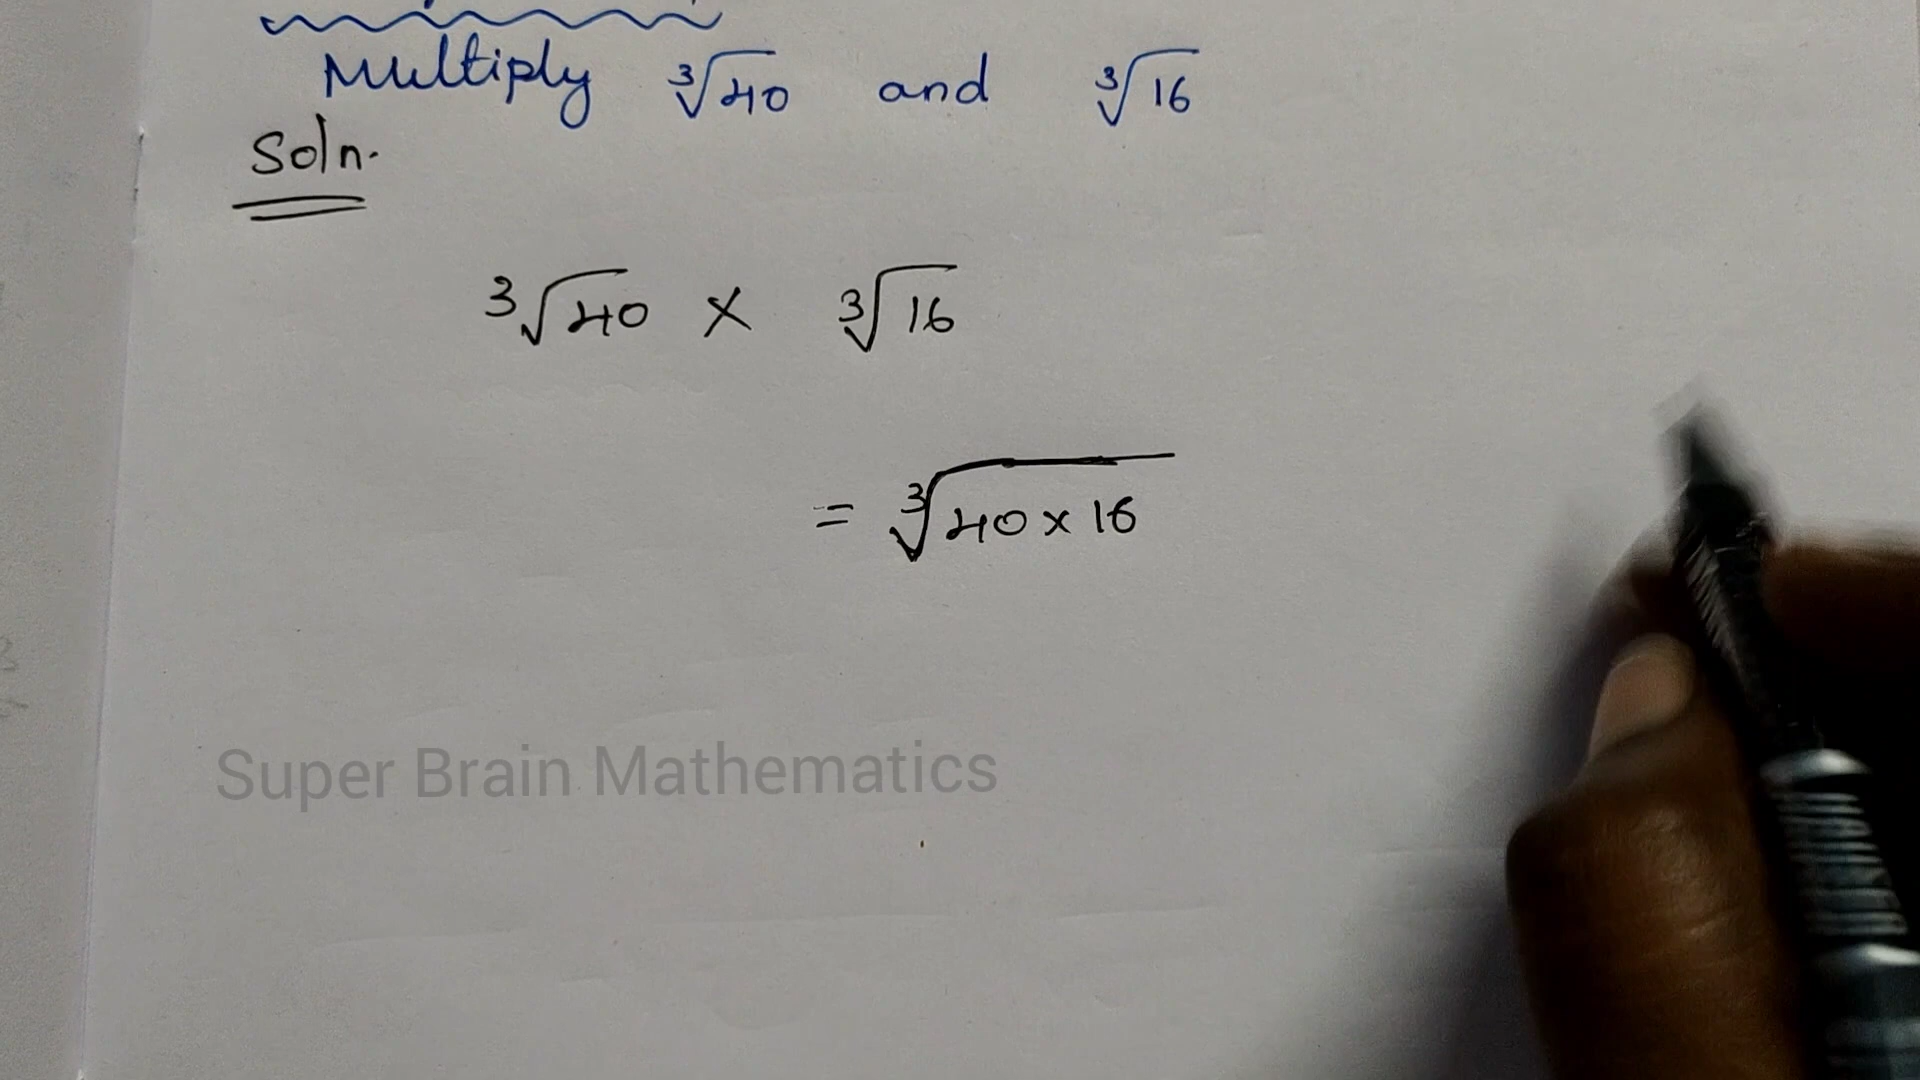 Multiply ∛40 and ∛16
Soln.
∛40 × ∛16
= ∛40×16
Super Brain Mathematics